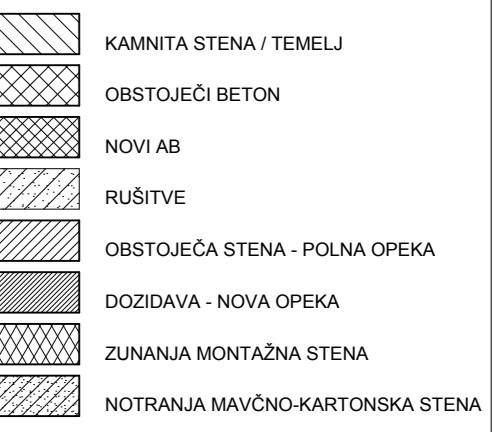 KAMNITA STENA / TEMELJ
OBSTOJEČI BETON
NOVI AB
RUŠITVE
OBSTOJEČA STENA - POLNA OPEKA
DOZIDAVA - NOVA OPEKA
ZUNANJA MONTAŽNA STENA
NOTRANJA MAVČNO-KARTONSKA STENA